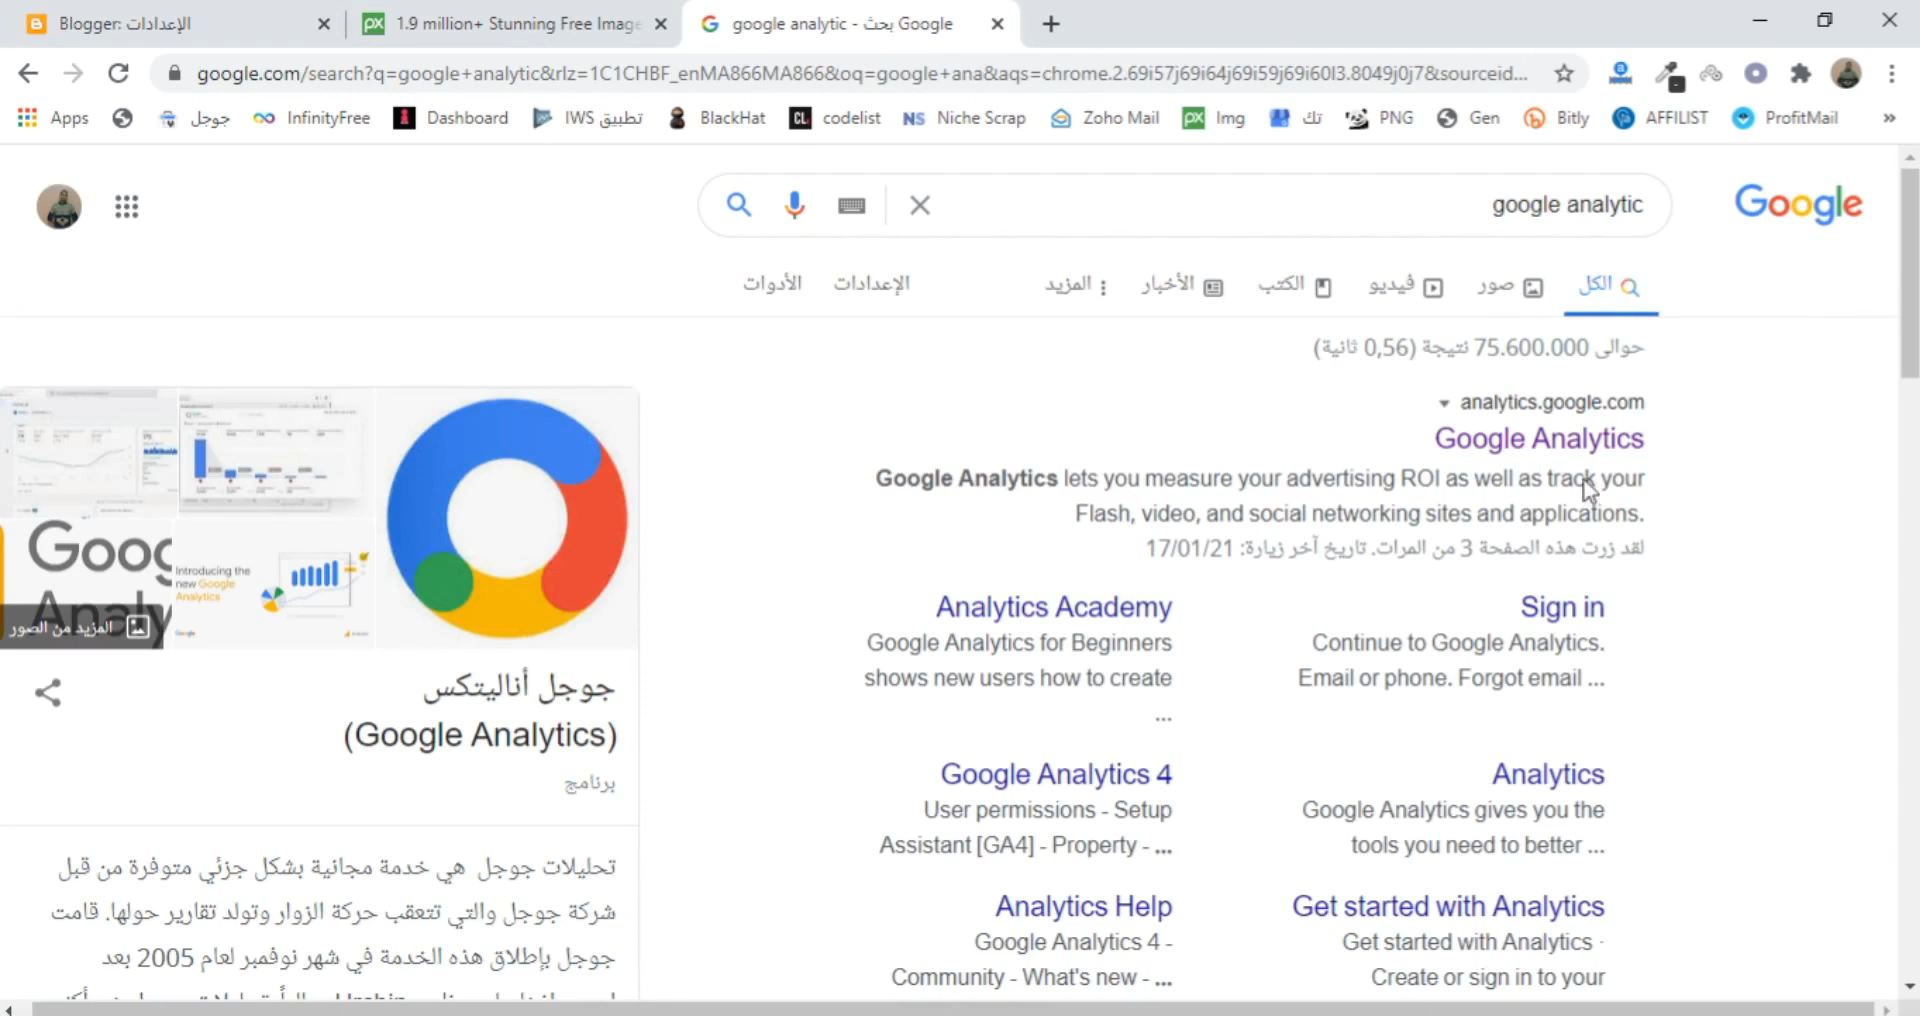 Blogger: الإعدادات
1.9 million+ Stunning Free Image
google analytic - بحث Google
google.com/search?q=google+analytic&rlz=1C1CHBF_enMA866MA866&oq=google+ana&aqs=chrome.2.69i57j69i64j69i59j69i60l3.8049j0j7&sourceid...
Apps
جوجل
InfinityFree
Dashboard
تطبيق IWS
BlackHat
codelist
Niche Scrap
Zoho Mail
Img
تك
PNG
Gen
Bitly
AFFILIST
ProfitMail
»
google analytic
Google
الكل
صور
فيديو
الكتب
الأخبار
المزيد
الإعدادات
الأدوات
حوالى 75.600.000 نتيجة (0,56 ثانية)
analytics.google.com
Google Analytics
Google Analytics lets you measure your advertising ROI as well as track your
Flash, video, and social networking sites and applications.
لقد زرت هذه الصفحة 3 من المرات. تاريخ آخر زيارة: 17/01/21
Sign in
Continue to Google Analytics.
Email or phone. Forgot email ...
Analytics Academy
Google Analytics for Beginners
shows new users how to create
...
Analytics
Google Analytics gives you the
tools you need to better ...
Google Analytics 4
User permissions - Setup
Assistant [GA4] - Property - ...
Get started with Analytics
Get started with Analytics ·
Create or sign in to your
Analytics Help
Google Analytics 4 -
Community - What's new - ...
Goog
Analy
Introducing the
new Google
Analytics
Google
المزيد من الصور
جوجل أناليتكس
(Google Analytics)
برنامج
تحليلات جوجل هي خدمة مجانية بشكل جزئي متوفرة من قبل
شركة جوجل والتي تتعقب حركة الزوار وتولد تقارير حولها. قامت
جوجل بإطلاق هذه الخدمة في شهر نوفمبر لعام 2005 بعد